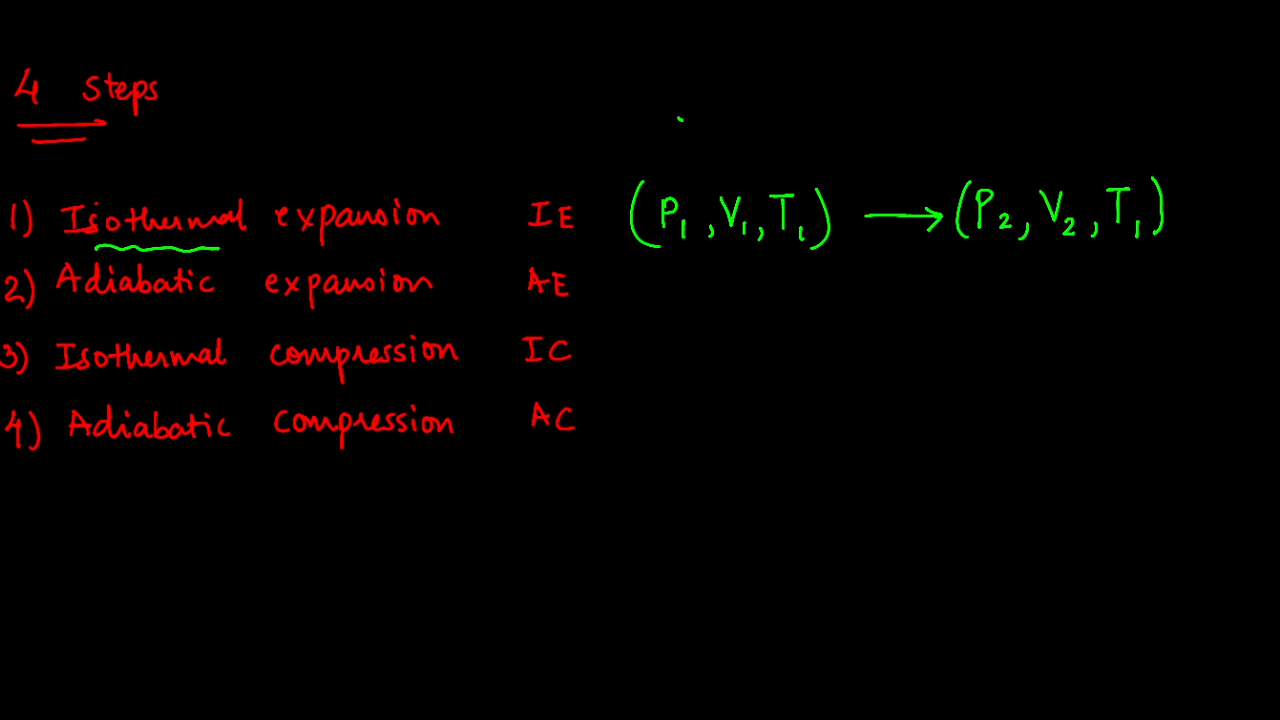 4 Steps
1) Isothermal expansion IE (P₁, V₁, T₁) → (P₂, V₂, T₁)
2) Adiabatic expansion AE
3) Isothermal compression IC
4) Adiabatic compression AC